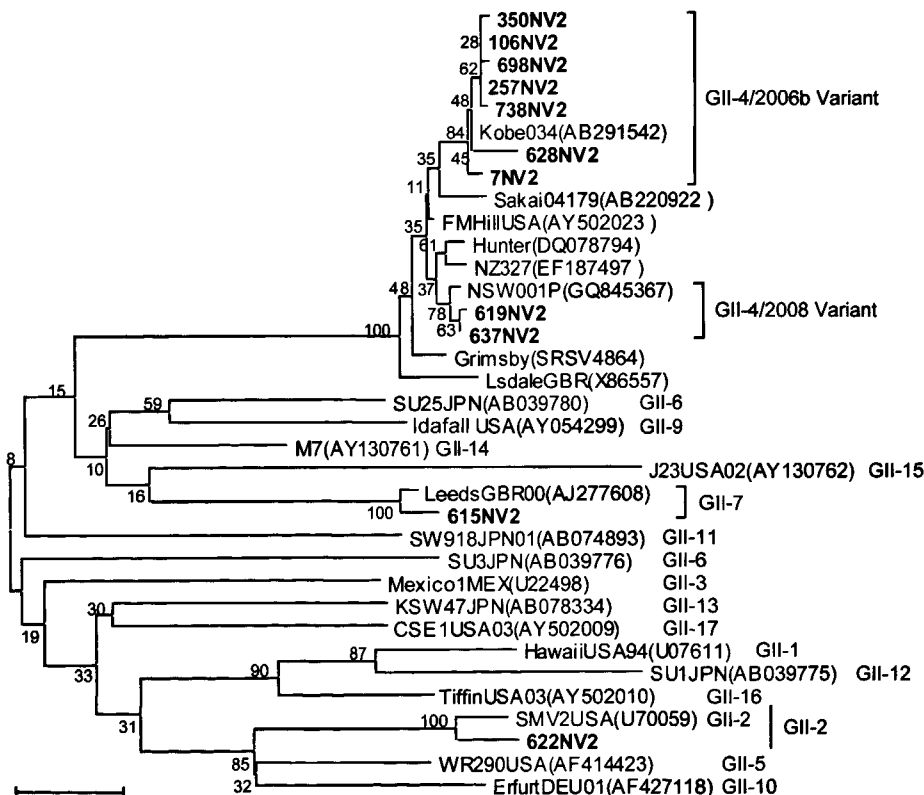 350NV2
28
106NV2
698NV2
62
257NV2
GII-4/2006b Variant
48
738NV2
84
Kobe034(AB291542)
35
45
628NV2
11
7NV2
Sakai04179(AB220922)
35
FMHillUSA(AY502023)
61
Hunter(DQ078794)
NZ327(EF187497)
48
37
NSW001P(GQ845367)
78
619NV2
GII-4/2008 Variant
100
63
637NV2
Grimsby(SRSV4864)
15
LsdaleGBR(X86557)
59
SU25JPN(AB039780) GII-6
26
Idafall USA(AY054299) GII-9
8
M7(AY130761) GII-14
10
J23USA02(AY130762) GII-15
16
LeedsGBR00(AJ277608)
GII-7
100
615NV2
SW918JPN01(AB074893) GII-11
SU3JPN(AB039776) GII-6
Mexico1MEX(U22498) GII-3
30
KSW47JPN(AB078334) GII-13
19
CSE1USA03(AY502009) GII-17
87
HawaiiUSA94(U07611) GII-1
33
90
SU1JPN(AB039775) GII-12
TiffinUSA03(AY502010) GII-16
31
100
SMV2USA(U70059) GII-2
GII-2
622NV2
85
WR290USA(AF414423) GII-5
32
ErfurtDEU01(AF427118) GII-10